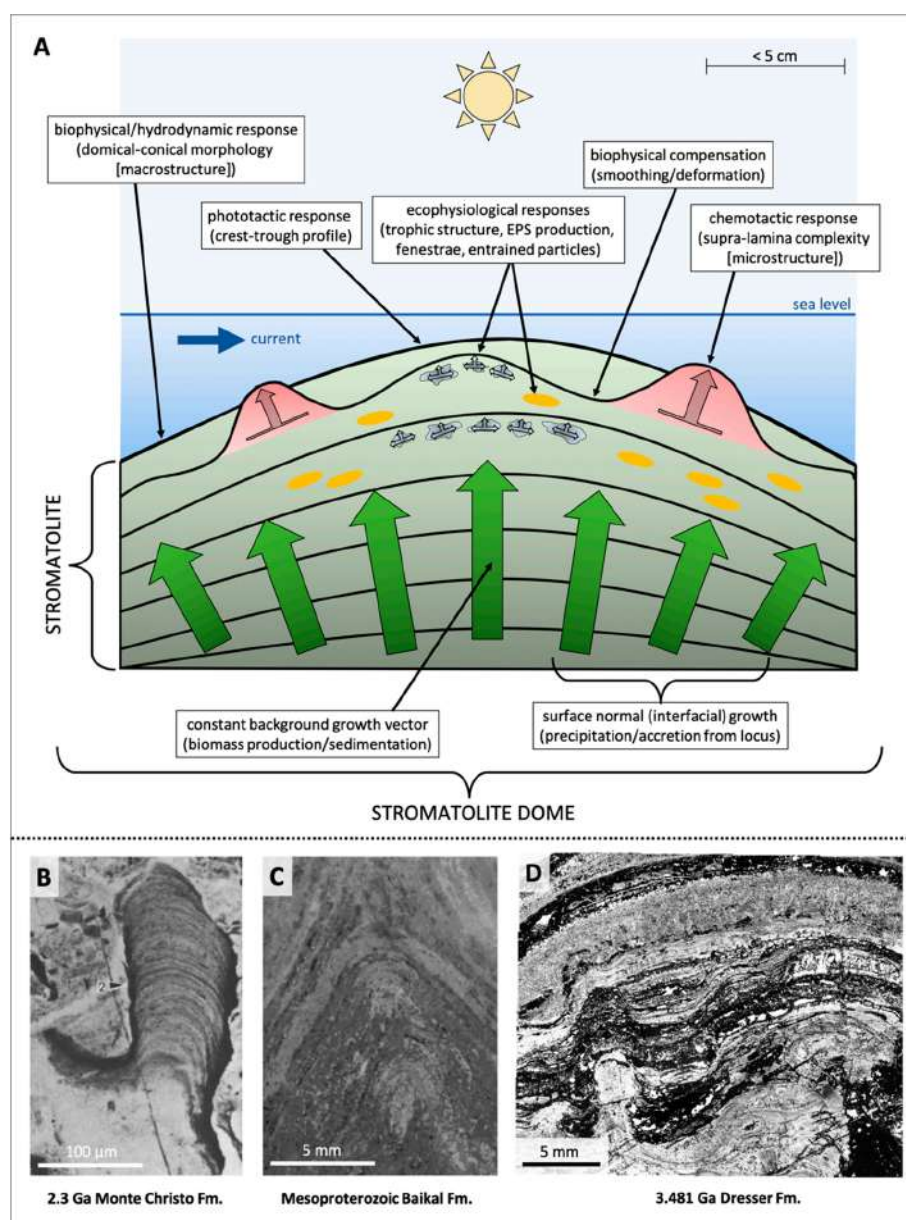 A
< 5 cm
biophysical/hydrodynamic response
(domical-conical morphology
[macrostructure])
phototactic response
(crest-trough profile)
ecophysiological responses
(trophic structure, EPS production,
fenestrae, entrained particles)
biophysical compensation
(smoothing/deformation)
chemotactic response
(supra-lamina complexity
[microstructure])
sea level
current
STROMATOLITE
constant background growth vector
(biomass production/sedimentation)
surface normal (interfacial) growth
(precipitation/accretion from locus)
STROMATOLITE DOME
B
2
100 μm
2.3 Ga Monte Christo Fm.
C
5 mm
Mesoproterozoic Baikal Fm.
D
5 mm
3.481 Ga Dresser Fm.